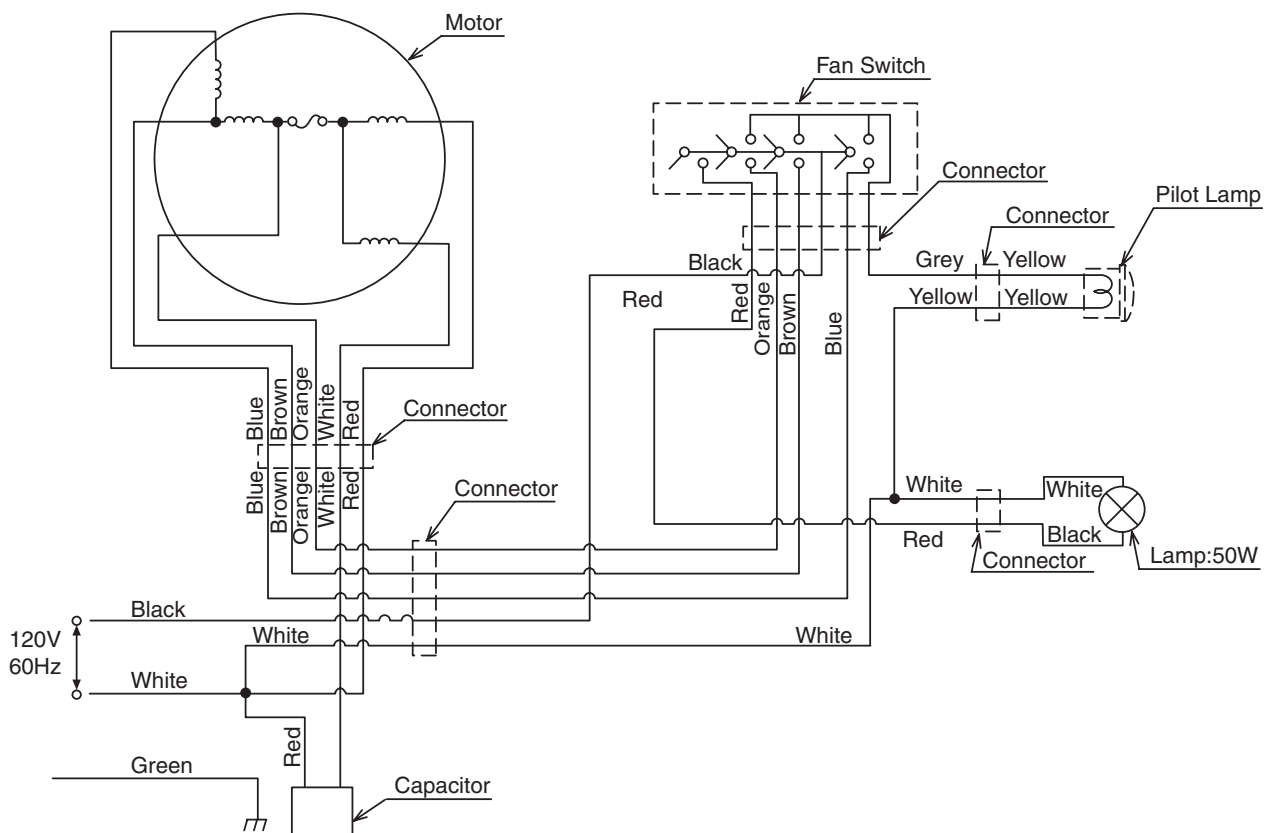 Motor
Fan Switch
Connector
Pilot Lamp
Connector
Grey
Yellow
Black
Red
Yellow
Yellow
Red
Orange
Brown
Blue
Blue
Brown
Orange
White
Red
Connector
Blue
Brown
Orange
White
Red
Connector
White
White
Red
Black
Connector
Lamp:50W
Black
120V
60Hz
White
White
White
Red
Green
Capacitor